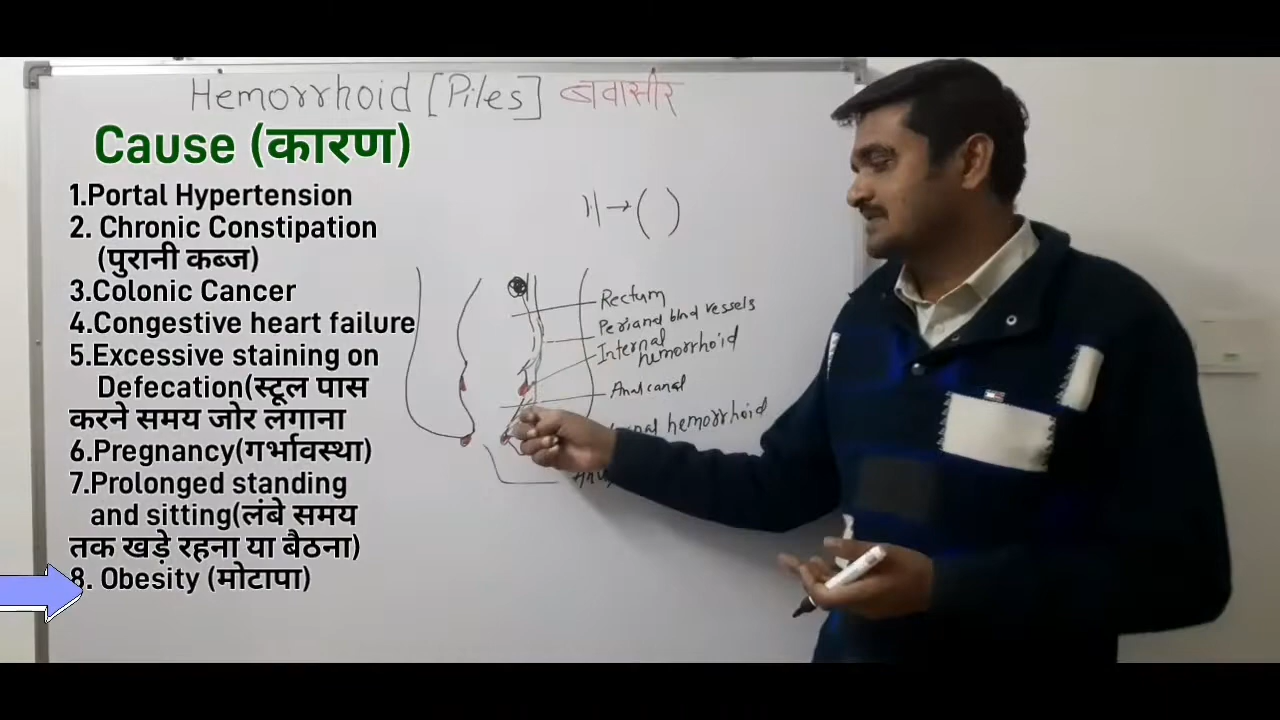 Hemorrhoid [Piles] बवासीर
Cause (कारण)
1.Portal Hypertension
2. Chronic Constipation
(पुरानी कब्ज)
3.Colonic Cancer
4.Congestive heart failure
5.Excessive staining on
Defecation(स्टूल पास
करने समय जोर लगाना
6.Pregnancy(गर्भावस्था)
7.Prolonged standing
and sitting(लंबे समय
तक खड़े रहना या बैठना)
8. Obesity (मोटापा)
Rectum
Perianal blood vessels
Internal
hemorrhoid
Anal canal
hemorrhoid